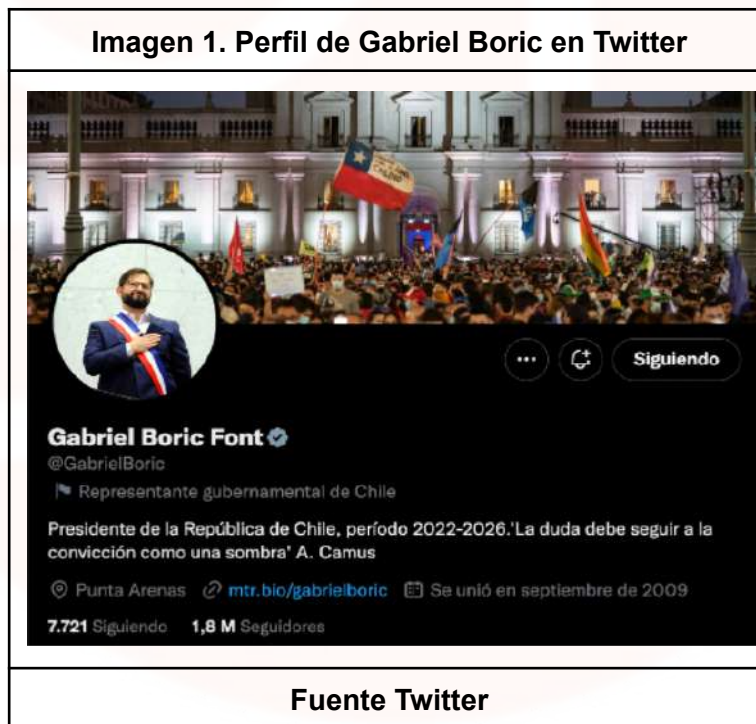 Imagen 1. Perfil de Gabriel Boric en Twitter
Siguiendo
Gabriel Boric Font
@GabrielBoric
Representante gubernamental de Chile
Presidente de la República de Chile, período 2022-2026.'La duda debe seguir a la
convicción como una sombra' A. Camus
Punta Arenas mtr.bio/gabrielboric Se unió en septiembre de 2009
7.721 Siguiendo 1,8 M Seguidores
Fuente Twitter